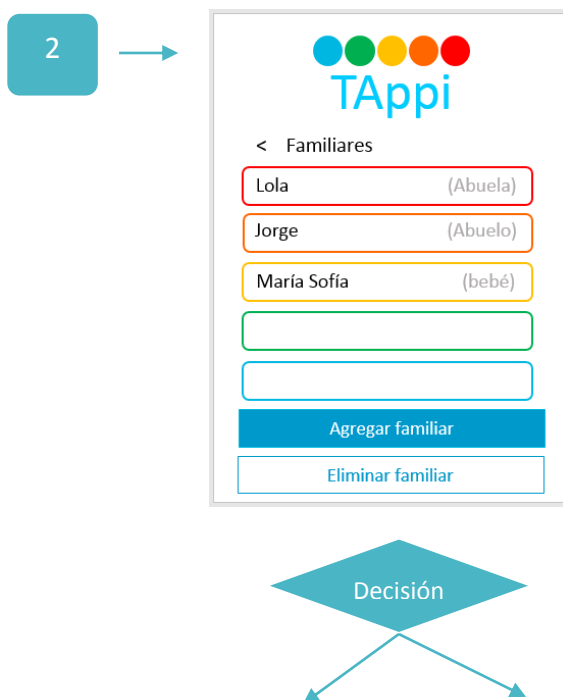 2
TAppi
< Familiares
Lola (Abuela)
Jorge (Abuelo)
María Sofía (bebé)
Agregar familiar
Eliminar familiar
Decisión